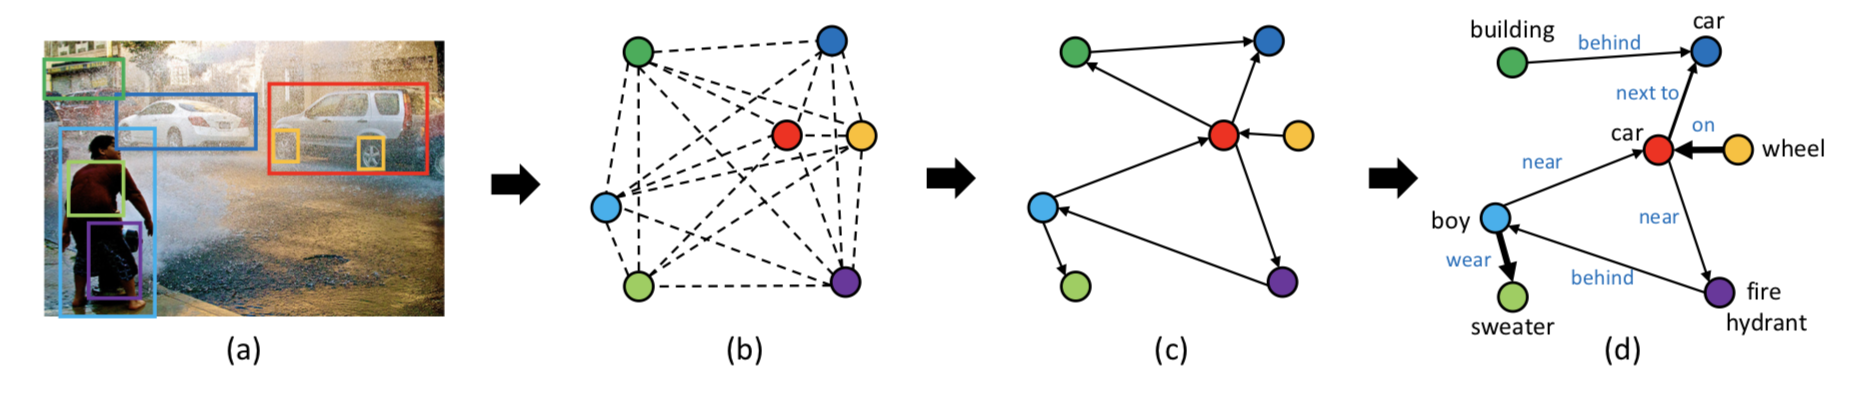 building
car
behind
next to
car
on
wheel
near
boy
near
wear
behind
fire
hydrant
sweater
(a)
(b)
(c)
(d)